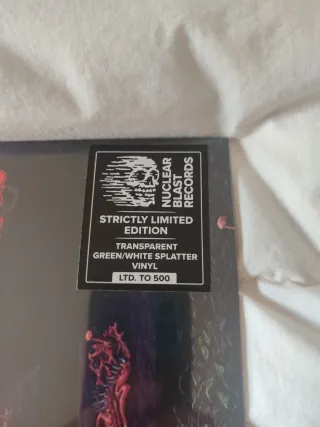 NUCLEAR
BLAST
RECORDS
STRICTLY LIMITED
EDITION
TRANSPARENT
GREEN/WHITE SPLATTER
VINYL
LTD. TO 500